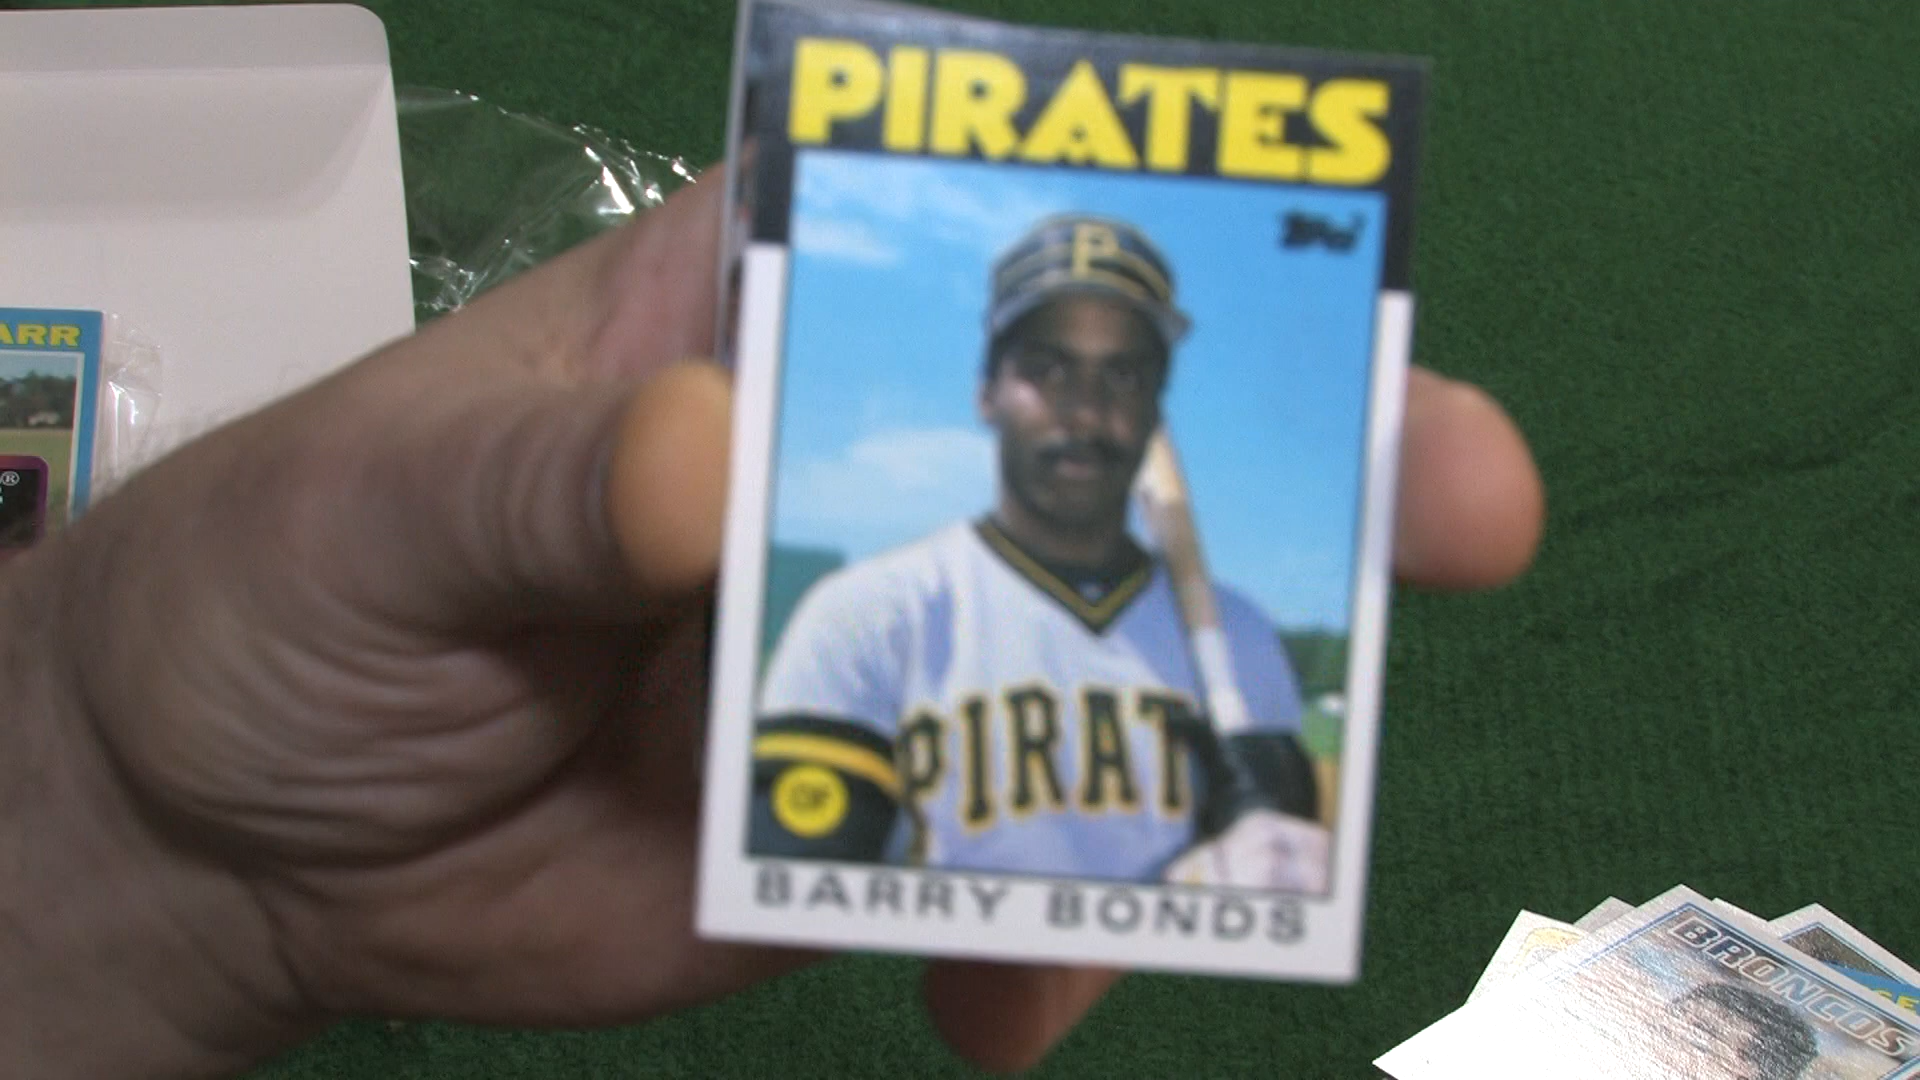 PIRATES
Topps
ARR
®
PIRAT
OF
BARRY BONDS
BRONCOS